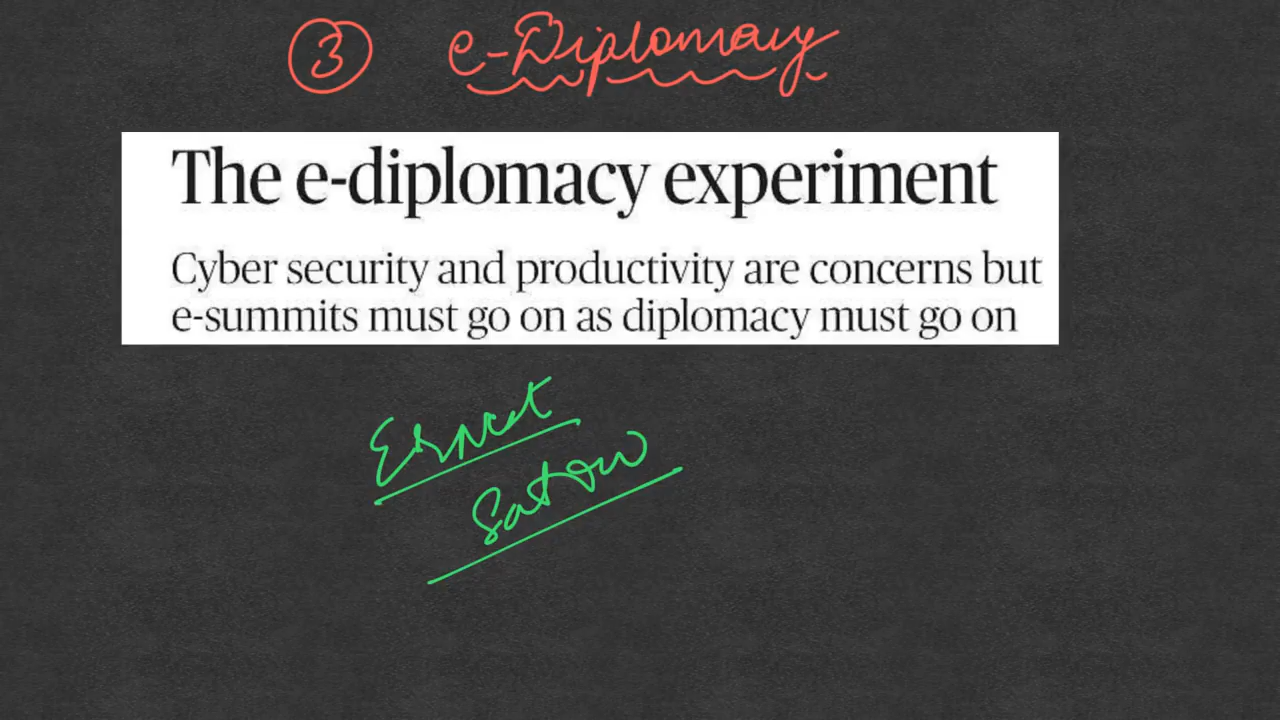 3 e-Diplomacy
The e-diplomacy experiment
Cyber security and productivity are concerns but
e-summits must go on as diplomacy must go on
Ernest
Satow